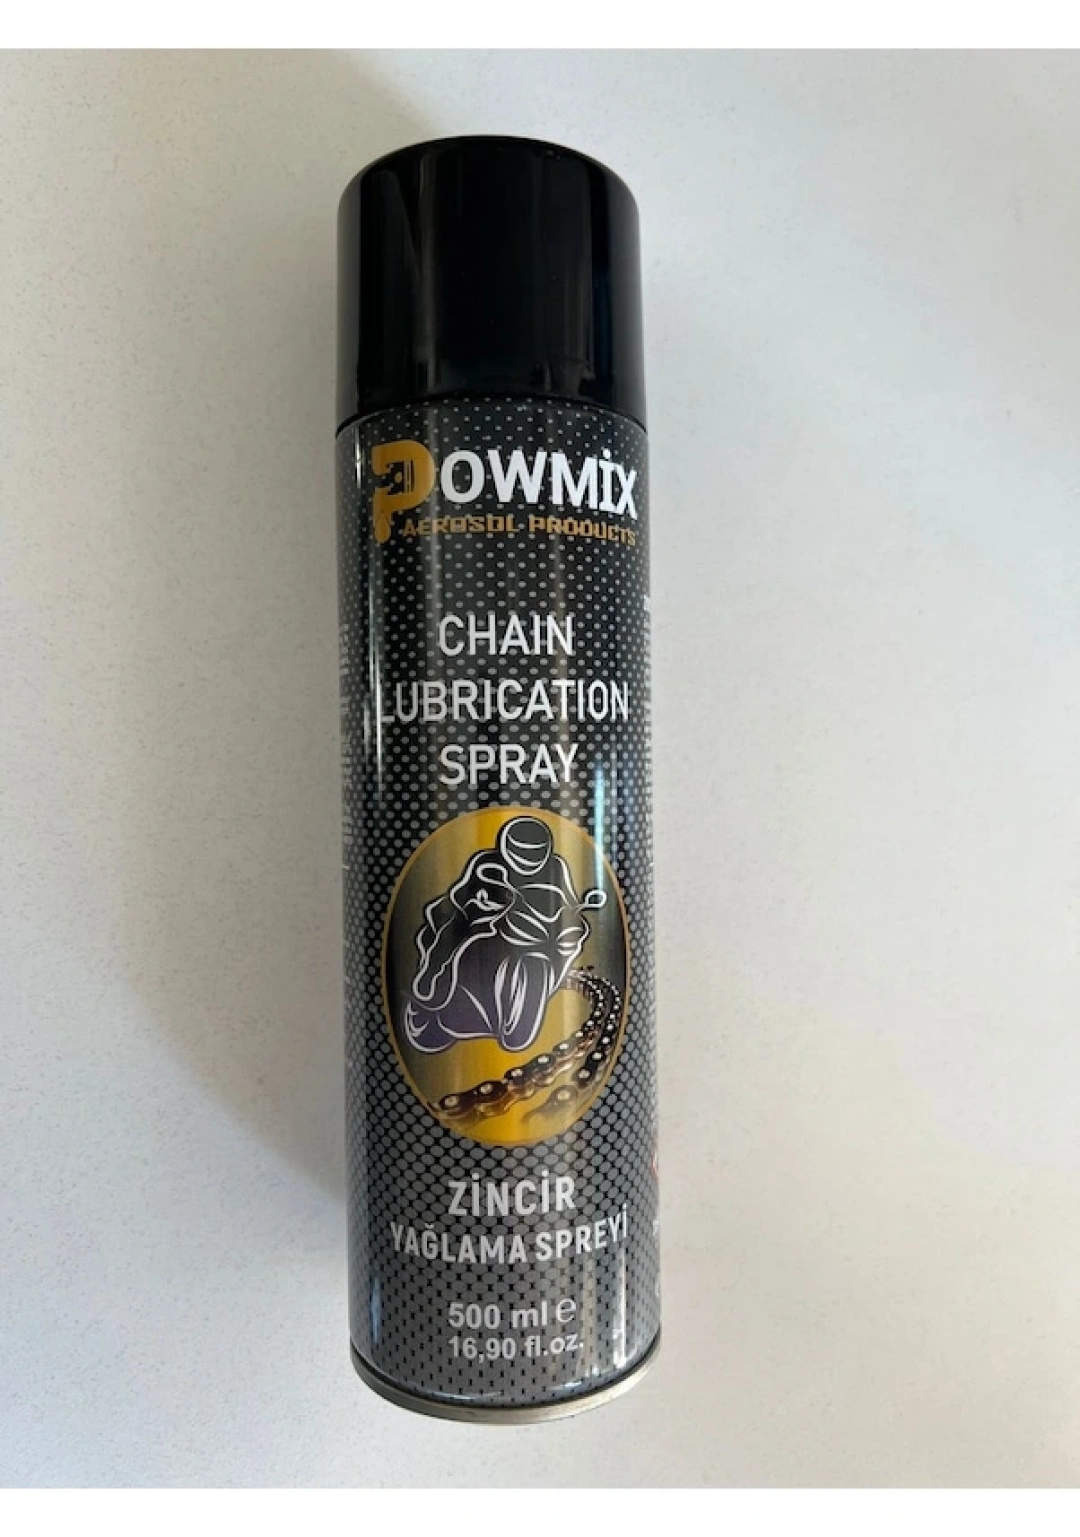 POWMİX
AEROSOL PRODUCTS
CHAIN
LUBRICATION
SPRAY
ZİNCİR
YAĞLAMA SPREYİ
500 ml ℮
16,90 fl.oz.